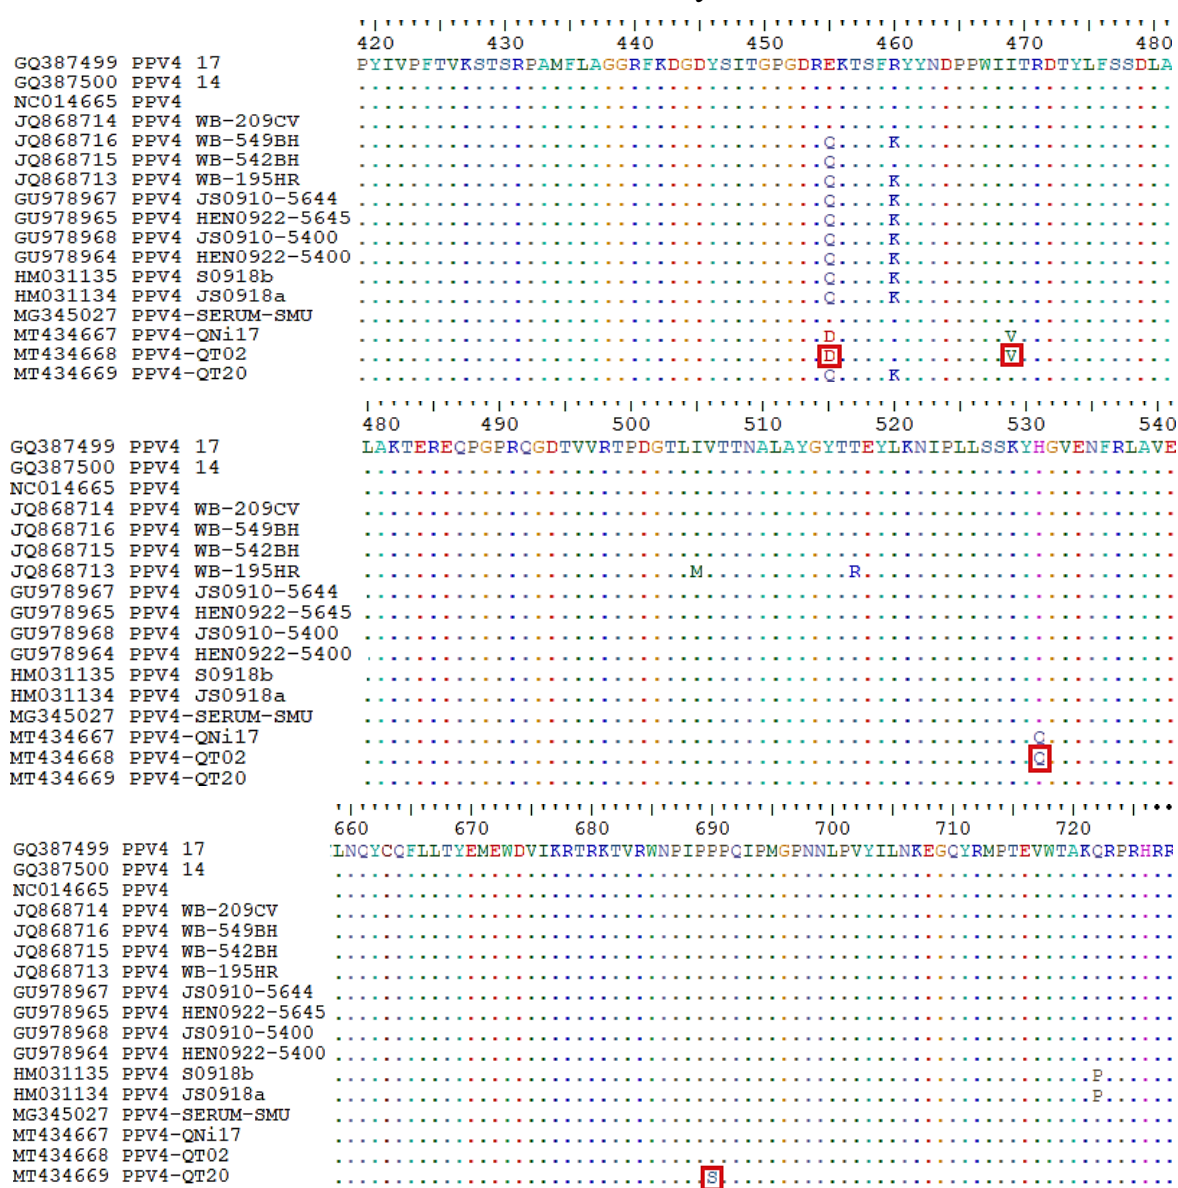 420 430 440 450 460 470 480
GQ387499 PPV4 17 PYIVPFTVKSTSRPAMFLAGGRFKDGDYSITGPGDREKTSFRYYNDPPWIITRDTYLFSSDLA
GQ387500 PPV4 14
NC014665 PPV4
JQ868714 PPV4 WB-209CV
JQ868716 PPV4 WB-549BH Q K
JQ868715 PPV4 WB-542BH Q
JQ868713 PPV4 WB-195HR Q K
GU978967 PPV4 JS0910-5644 Q K
GU978965 PPV4 HEN0922-5645 Q K
GU978968 PPV4 JS0910-5400 Q K
GU978964 PPV4 HEN0922-5400 Q K
HM031135 PPV4 S0918b Q K
HM031134 PPV4 JS0918a Q K
MG345027 PPV4-SERUM-SMU
MT434667 PPV4-QNi17 D V
MT434668 PPV4-QT02 D V
MT434669 PPV4-QT20 Q K
480 490 500 510 520 530 540
GQ387499 PPV4 17 LAKTEREQPGPRQGDTVVRTPDGTLIVTTNALAYGYTTEYLKNIPLLSSKYHGVENFRLAVE
GQ387500 PPV4 14
NC014665 PPV4
JQ868714 PPV4 WB-209CV
JQ868716 PPV4 WB-549BH
JQ868715 PPV4 WB-542BH
JQ868713 PPV4 WB-195HR M R
GU978967 PPV4 JS0910-5644
GU978965 PPV4 HEN0922-5645
GU978968 PPV4 JS0910-5400
GU978964 PPV4 HEN0922-5400
HM031135 PPV4 S0918b
HM031134 PPV4 JS0918a
MG345027 PPV4-SERUM-SMU
MT434667 PPV4-QNi17 Q
MT434668 PPV4-QT02 Q
MT434669 PPV4-QT20
660 670 680 690 700 710 720
GQ387499 PPV4 17 LNQYCQFLLTYEMEWDVIKRTRKTVRWNPIPPPQIPMGPNNLPVYILNKEGQYRMPTEVWTAKQRPRHRR
GQ387500 PPV4 14
NC014665 PPV4
JQ868714 PPV4 WB-209CV
JQ868716 PPV4 WB-549BH
JQ868715 PPV4 WB-542BH
JQ868713 PPV4 WB-195HR
GU978967 PPV4 JS0910-5644
GU978965 PPV4 HEN0922-5645
GU978968 PPV4 JS0910-5400
GU978964 PPV4 HEN0922-5400
HM031135 PPV4 S0918b P
HM031134 PPV4 JS0918a P
MG345027 PPV4-SERUM-SMU
MT434667 PPV4-QNi17
MT434668 PPV4-QT02
MT434669 PPV4-QT20 S